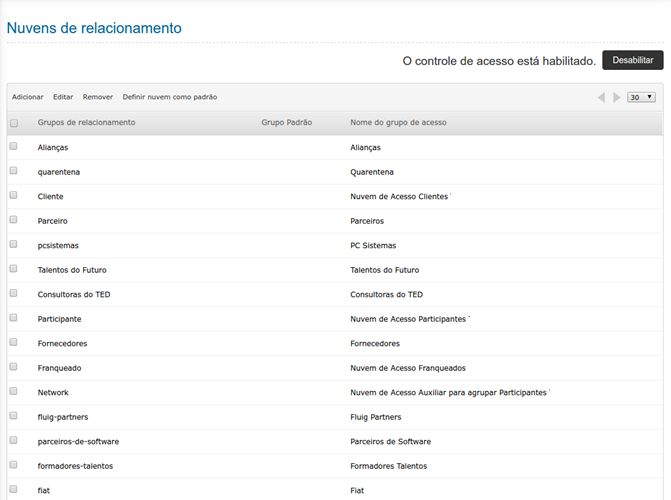 Nuvens de relacionamento
O controle de acesso está habilitado. Desabilitar
Adicionar Editar Remover Definir nuvem como padrão 30
Grupos de relacionamento Grupo Padrão Nome do grupo de acesso
Alianças Alianças
quarentena Quarentena
Cliente Nuvem de Acesso Clientes
Parceiro Parceiros
pcsistemas PC Sistemas
Talentos do Futuro Talentos do Futuro
Consultoras do TED Consultoras do TED
Participante Nuvem de Acesso Participantes
Fornecedores Fornecedores
Franqueado Nuvem de Acesso Franqueados
Network Nuvem de Acesso Auxiliar para agrupar Participantes
fluig-partners Fluig Partners
parceiros-de-software Parceiros de Software
formadores-talentos Formadores Talentos
fiat Fiat